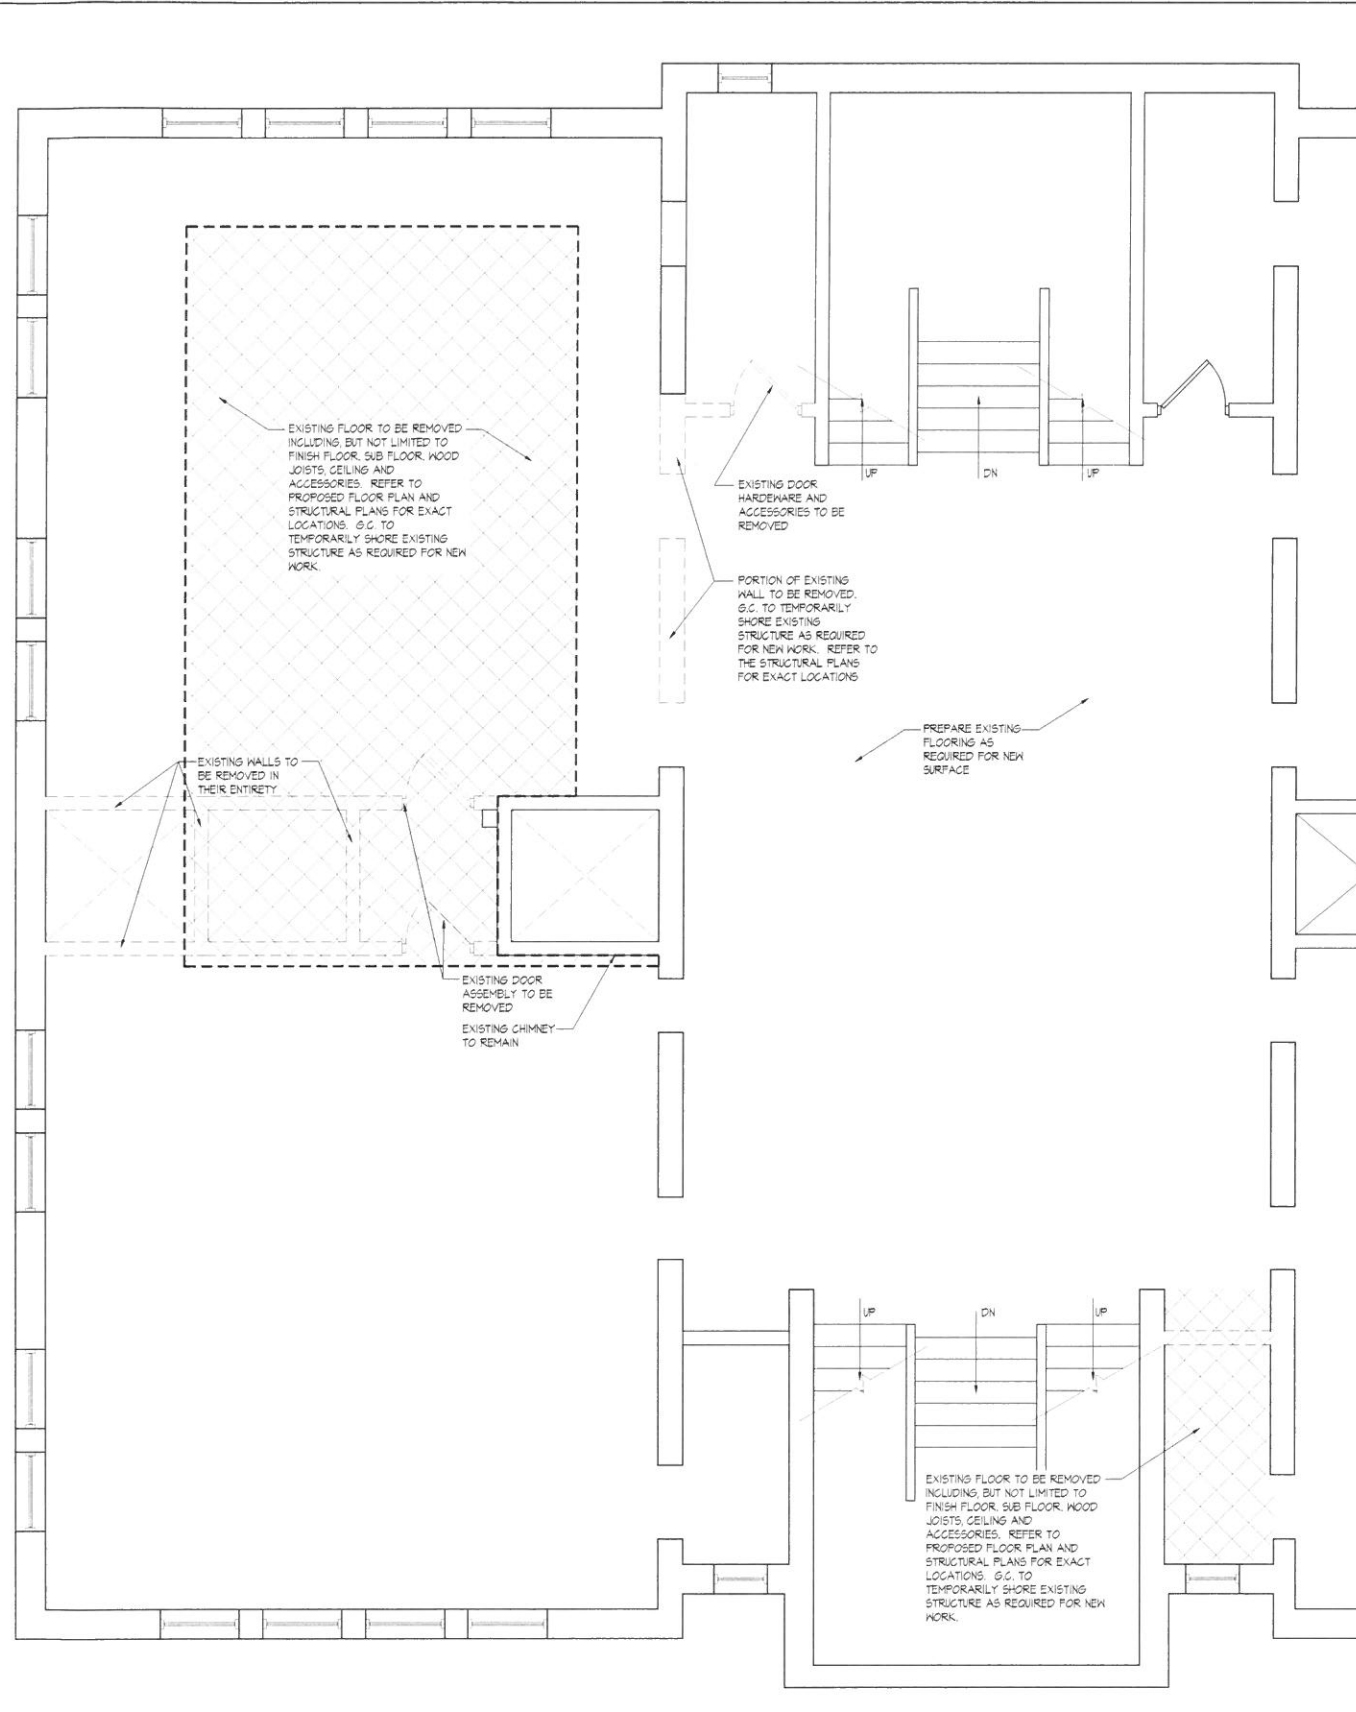 EXISTING FLOOR TO BE REMOVED
INCLUDING, BUT NOT LIMITED TO
FINISH FLOOR, SUB FLOOR, WOOD
JOISTS, CEILING AND
ACCESSORIES. REFER TO
PROPOSED FLOOR PLAN AND
STRUCTURAL PLANS FOR EXACT
LOCATIONS. G.C. TO
TEMPORARILY SHORE EXISTING
STRUCTURE AS REQUIRED FOR NEW
WORK.
UP
DN
UP
EXISTING DOOR
HARDEWARE AND
ACCESSORIES TO BE
REMOVED
PORTION OF EXISTING
WALL TO BE REMOVED.
G.C. TO TEMPORARILY
SHORE EXISTING
STRUCTURE AS REQUIRED
FOR NEW WORK. REFER TO
THE STRUCTURAL PLANS
FOR EXACT LOCATIONS
PREPARE EXISTING
FLOORING AS
REQUIRED FOR NEW
SURFACE
EXISTING WALLS TO
BE REMOVED IN
THEIR ENTIRETY
EXISTING DOOR
ASSEMBLY TO BE
REMOVED
EXISTING CHIMNEY
TO REMAIN
UP
DN
UP
EXISTING FLOOR TO BE REMOVED
INCLUDING, BUT NOT LIMITED TO
FINISH FLOOR, SUB FLOOR, WOOD
JOISTS, CEILING AND
ACCESSORIES. REFER TO
PROPOSED FLOOR PLAN AND
STRUCTURAL PLANS FOR EXACT
LOCATIONS. G.C. TO
TEMPORARILY SHORE EXISTING
STRUCTURE AS REQUIRED FOR NEW
WORK.